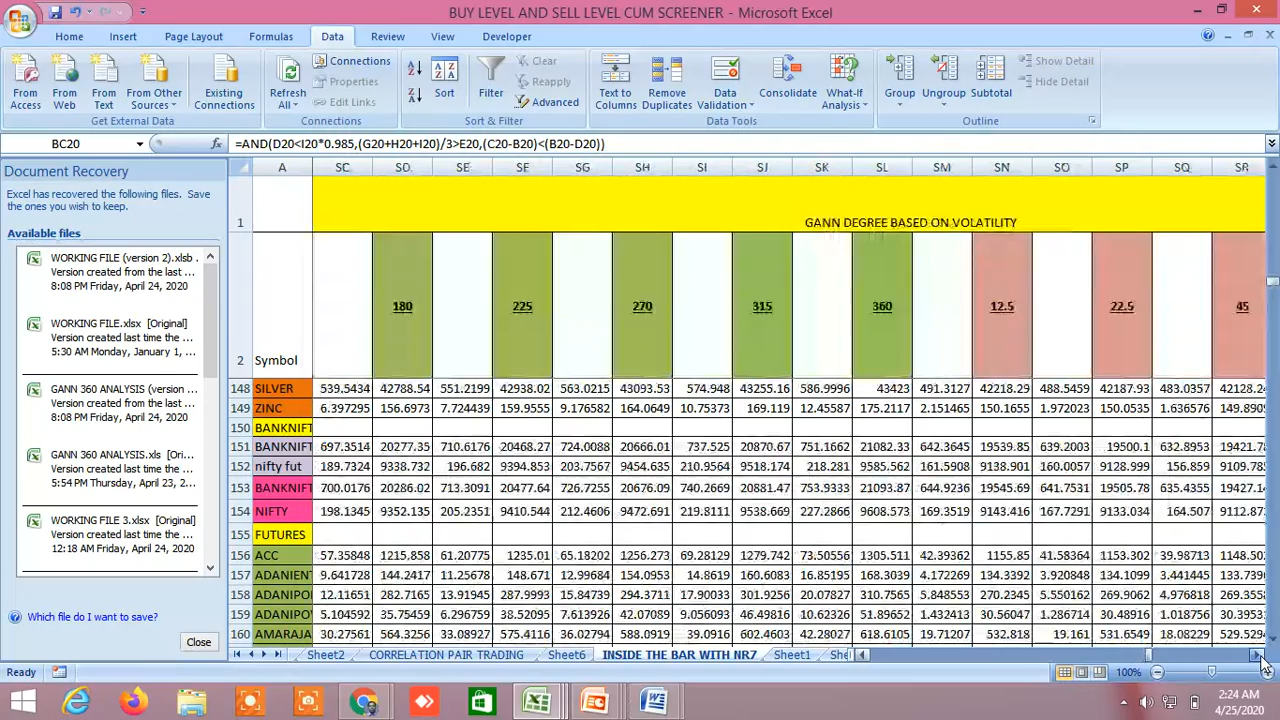 BUY LEVEL AND SELL LEVEL CUM SCREENER - Microsoft Excel
Home Insert Page Layout Formulas Data Review View Developer
From Access
From Web
From Text
From Other Sources
Existing Connections
Get External Data
Refresh All
Connections
Properties
Edit Links
Connections
Sort
Filter
Clear
Reapply
Advanced
Sort & Filter
Text to Columns
Remove Duplicates
Data Validation
Consolidate
What-If Analysis
Data Tools
Group
Ungroup
Subtotal
Show Detail
Hide Detail
Outline
BC20 fx =AND(D20<I20*0.985,(G20+H20+I20)/3>E20,(C20-B20)<(B20-D20))
Document Recovery
Excel has recovered the following files. Save
the ones you wish to keep.
Available files
WORKING FILE (version 2).xlsb .
Version created from the last ...
8:08 PM Friday, April 24, 2020
WORKING FILE.xlsx [Original]
Version created last time the ...
5:30 AM Monday, January 1, ...
GANN 360 ANALYSIS (version ...
Version created from the last ...
8:08 PM Friday, April 24, 2020
GANN 360 ANALYSIS.xls [Ori...
Version created last time the ...
5:54 PM Thursday, April 23, 2...
WORKING FILE 3.xlsx [Original]
Version created last time the ...
12:18 AM Friday, April 24, 2020
Which file do I want to save?
Close
A SC SD SE SF SG SH SI SJ SK SL SM SN SO SP SQ SR
1 GANN DEGREE BASED ON VOLATILITY
180 225 270 315 360 12.5 22.5 45
2 Symbol
148 SILVER 539.5434 42788.54 551.2199 42938.02 563.0215 43093.53 574.948 43255.16 586.9996 43423 491.3127 42218.29 488.5459 42187.93 483.0357 42128.24
149 ZINC 6.397295 156.6973 7.724439 159.9555 9.176582 164.0649 10.75373 169.119 12.45587 175.2117 2.151465 150.1655 1.972023 150.0535 1.636576 149.8909
150 BANKNIFT
151 BANKNIFT 697.3514 20277.35 710.6176 20468.27 724.0088 20666.01 737.525 20870.67 751.1662 21082.33 642.3645 19539.85 639.2003 19500.1 632.8953 19421.78
152 nifty fut 189.7324 9338.732 196.682 9394.853 203.7567 9454.635 210.9564 9518.174 218.281 9585.562 161.5908 9138.901 160.0057 9128.999 156.859 9109.785
153 BANKNIFT 700.0176 20286.02 713.3091 20477.64 726.7255 20676.09 740.2669 20881.47 753.9333 21093.87 644.9236 19545.69 641.7531 19505.78 635.4355 19427.14
154 NIFTY 198.1345 9352.135 205.2351 9410.544 212.4606 9472.691 219.8111 9538.669 227.2866 9608.573 169.3519 9143.416 167.7291 9133.034 164.507 9112.87
155 FUTURES
156 ACC 57.35848 1215.858 61.20775 1235.01 65.18202 1256.273 69.28129 1279.742 73.50556 1305.511 42.39362 1155.85 41.58364 1153.302 39.98713 1148.502
157 ADANIENT 9.641728 144.2417 11.25678 148.671 12.99684 154.0953 14.8619 160.6083 16.85195 168.3039 4.172269 134.3392 3.920848 134.1099 3.441445 133.7396
158 ADANIPO 12.11651 282.7165 13.91945 287.9993 15.84739 294.3711 17.90033 301.9256 20.07827 310.7565 5.848553 270.2345 5.550162 269.9062 4.976818 269.355
159 ADANIPOV 5.104592 35.75459 6.296759 38.52095 7.613926 42.07089 9.056093 46.49816 10.62326 51.89652 1.432413 30.56047 1.286714 30.48916 1.018756 30.3953
160 AMARAJA 30.27561 564.3256 33.08927 575.4116 36.02794 588.0919 39.0916 602.4603 42.28027 618.6105 19.71207 532.818 19.161 531.6549 18.08229 529.529
Sheet2 CORRELATION PAIR TRADING Sheet6 INSIDE THE BAR WITH NR7 Sheet1 She
Ready 100%
2:24 AM
4/25/2020